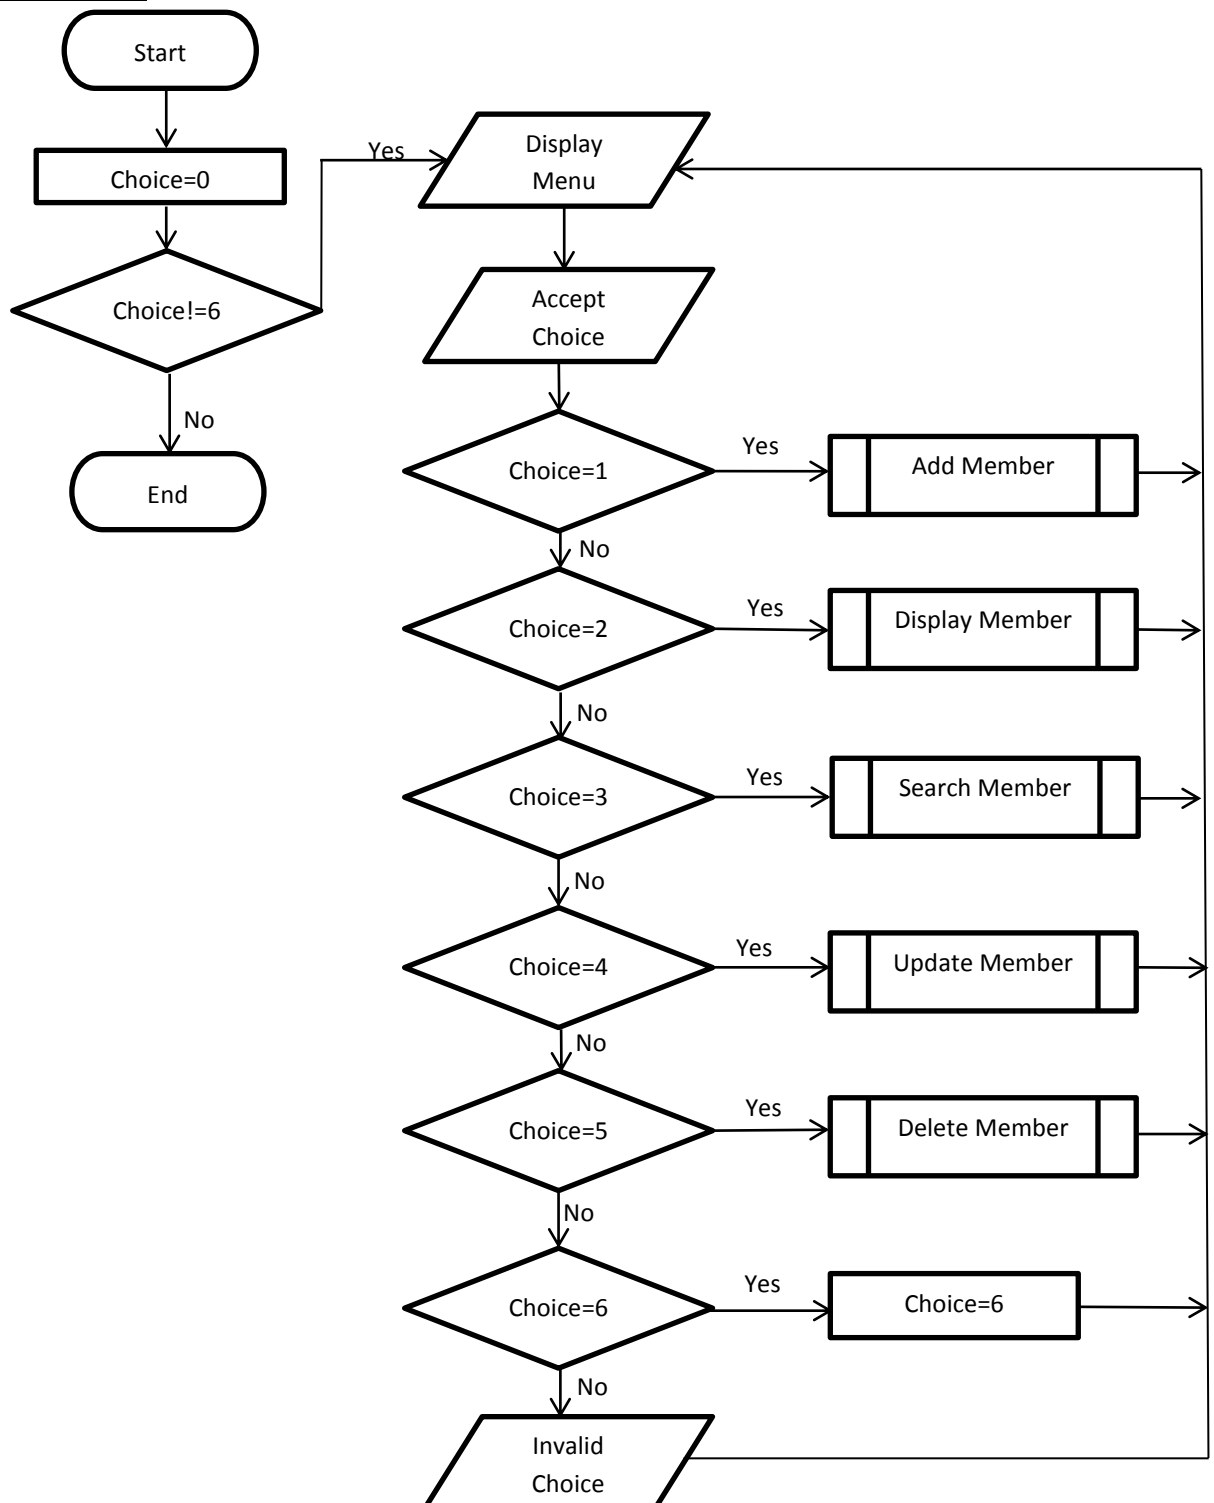 Start
Choice=0
Choice!=6
Yes
No
End
Display
Menu
Accept
Choice
Choice=1
Yes
Add Member
No
Choice=2
Yes
Display Member
No
Choice=3
Yes
Search Member
No
Choice=4
Yes
Update Member
No
Choice=5
Yes
Delete Member
No
Choice=6
Yes
Choice=6
No
Invalid
Choice